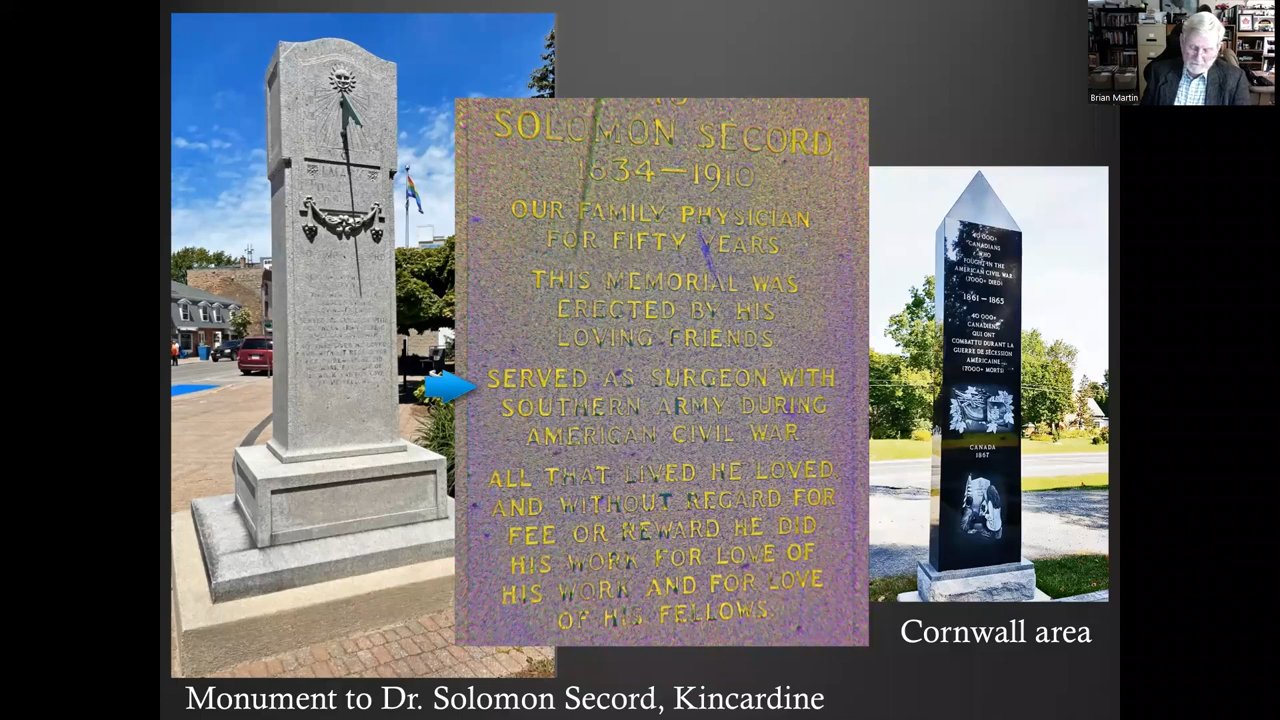 Brian Martin
SOLOMON SECORD
1834—1910
OUR FAMILY PHYSICIAN
FOR FIFTY YEARS
THIS MEMORIAL WAS
ERECTED BY HIS
LOVING FRIENDS
SERVED AS SURGEON WITH
SOUTHERN ARMY DURING
AMERICAN CIVIL WAR
ALL THAT LIVED HE LOVED,
AND WITHOUT REGARD FOR
FEE OR REWARD HE DID
HIS WORK FOR LOVE OF
HIS WORK AND FOR LOVE
OF HIS FELLOWS.
40 000+
CANADIANS
WHO
FOUGHT IN THE
AMERICAN CIVIL WAR
(7000+ DIED)
1861 — 1865
40 000+
CANADIENS
QUI ONT
COMBATTU DURANT LA
GUERRE DE SÉCESSION
AMÉRICAINE
(7000+ MORTS)
CANADA
1867
Cornwall area
Monument to Dr. Solomon Secord, Kincardine